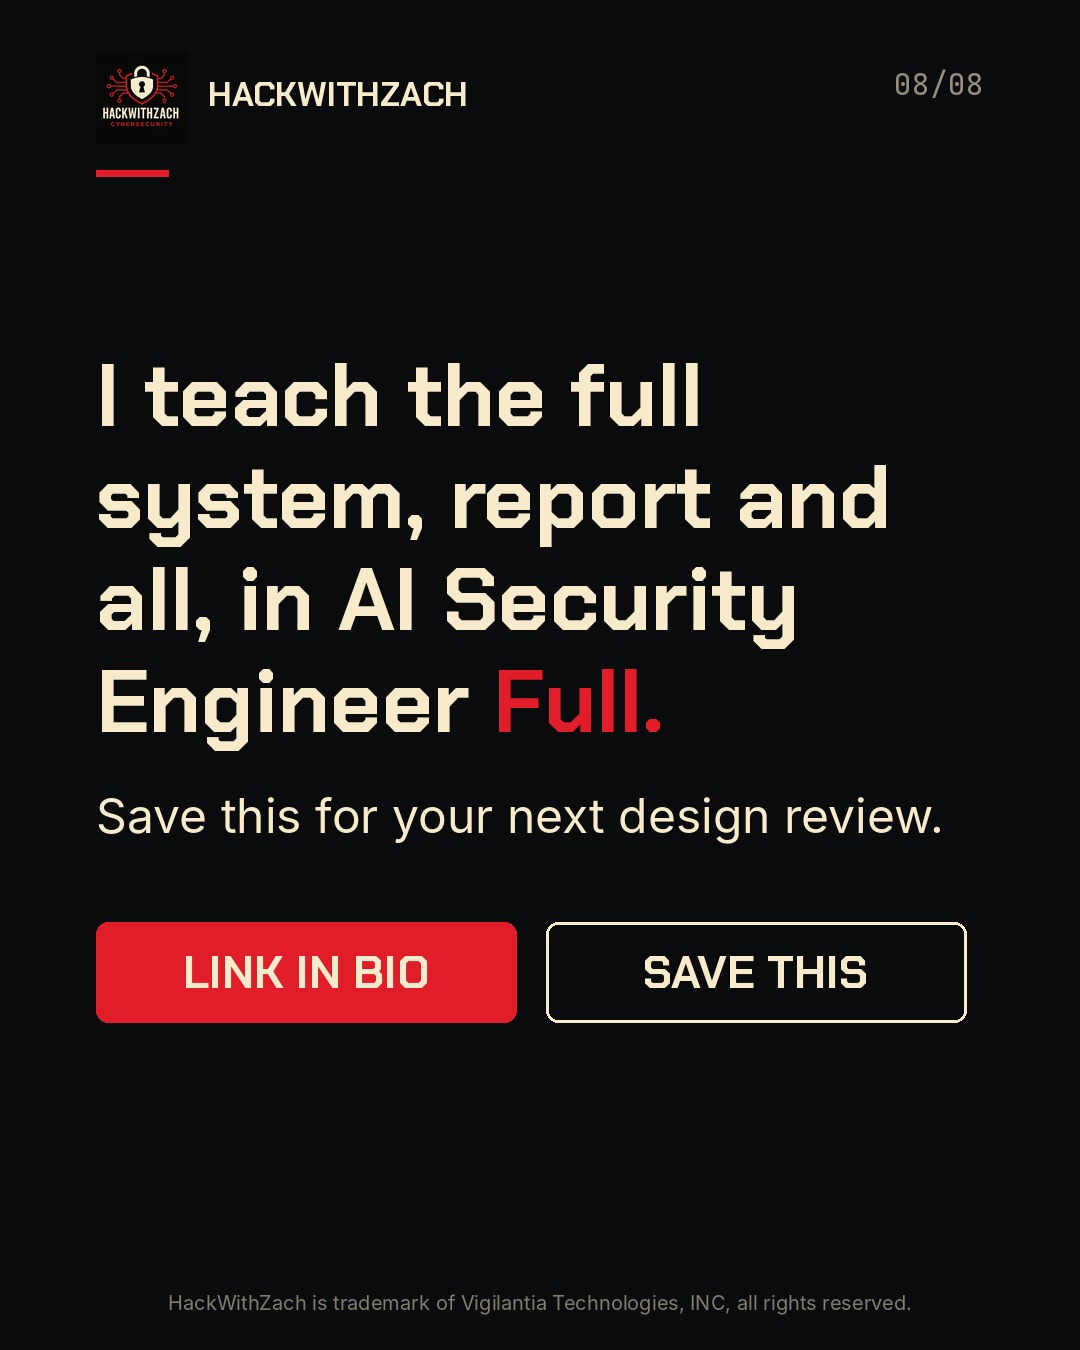 HACKWITHZACH
CYBERSECURITY
HACKWITHZACH
08/08
I teach the full
system, report and
all, in AI Security
Engineer Full.
Save this for your next design review.
LINK IN BIO
SAVE THIS
HackWithZach is trademark of Vigilantia Technologies, INC, all rights reserved.